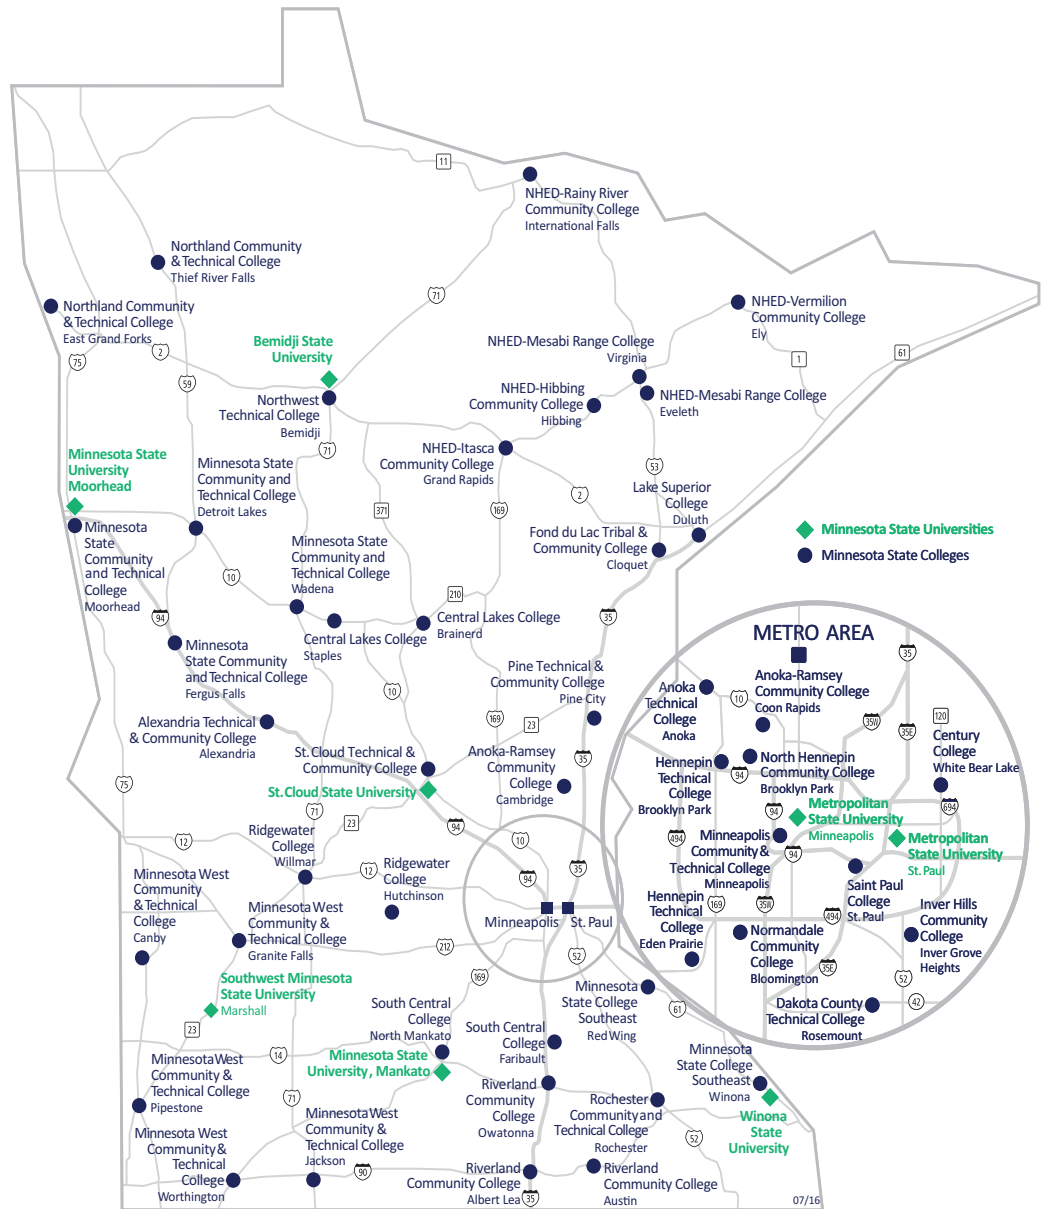 11
NHED-Rainy River
Community College
International Falls
Northland Community
& Technical College
Thief River Falls
71
Northland Community
& Technical College
East Grand Forks
NHED-Vermilion
Community College
Ely
Bemidji State
University
2
75
59
NHED-Mesabi Range College
Virginia
1
61
NHED-Hibbing
Community College
Hibbing
NHED-Mesabi Range College
Eveleth
Northwest
Technical College
Bemidji
71
NHED-Itasca
Community College
Grand Rapids
Minnesota State
University
Moorhead
Minnesota State
Community and
Technical College
Detroit Lakes
53
2
Lake Superior
College
Duluth
371
169
Minnesota
State
Community
and Technical
College
Moorhead
Fond du Lac Tribal &
Community College
Cloquet
Minnesota State Universities
Minnesota State Colleges
Minnesota State
Community and
Technical College
Wadena
10
210
94
35
Central Lakes College
Brainerd
Central Lakes College
Staples
Minnesota
State Community
and Technical College
Fergus Falls
Pine Technical &
Community College
Pine City
10
169
23
Alexandria Technical
& Community College
Alexandria
St. Cloud Technical &
Community College
St. Cloud State University
Anoka-Ramsey
Community
College
Cambridge
35
75
71
23
94
10
12
Ridgewater
College
Willmar
12
Ridgewater
College
Hutchinson
94
35
Minneapolis
St. Paul
Minnesota West
Community
& Technical
College
Canby
Minnesota West
Community &
Technical College
Granite Falls
212
52
169
Southwest Minnesota
State University
Marshall
23
South Central
College
North Mankato
Minnesota
State College
Southeast
Red Wing
61
South Central
College
Faribault
14
Minnesota State
University, Mankato
Minnesota West
Community &
Technical College
Pipestone
71
Riverland
Community
College
Owatonna
Rochester
Community and
Technical College
Rochester
Minnesota
State College
Southeast
Winona
Winona
State
University
52
Minnesota West
Community &
Technical
College
Worthington
Minnesota West
Community &
Technical College
Jackson
90
Riverland
Community College
Albert Lea
35
Riverland
Community College
Austin
07/16
METRO AREA
35
Anoka
Technical
College
Anoka
10
Anoka-Ramsey
Community College
Coon Rapids
35W
35E
120
Century
College
White Bear Lake
Hennepin
Technical
College
Brooklyn Park
94
North Hennepin
Community College
Brooklyn Park
94
Metropolitan
State University
Minneapolis
694
494
Minneapolis
Community &
Technical College
Minneapolis
94
Metropolitan
State University
St. Paul
Saint Paul
College
St. Paul
Hennepin
Technical
College
Eden Prairie
169
35W
494
Inver Hills
Community
College
Inver Grove
Heights
Normandale
Community
College
Bloomington
35E
52
42
Dakota County
Technical College
Rosemount